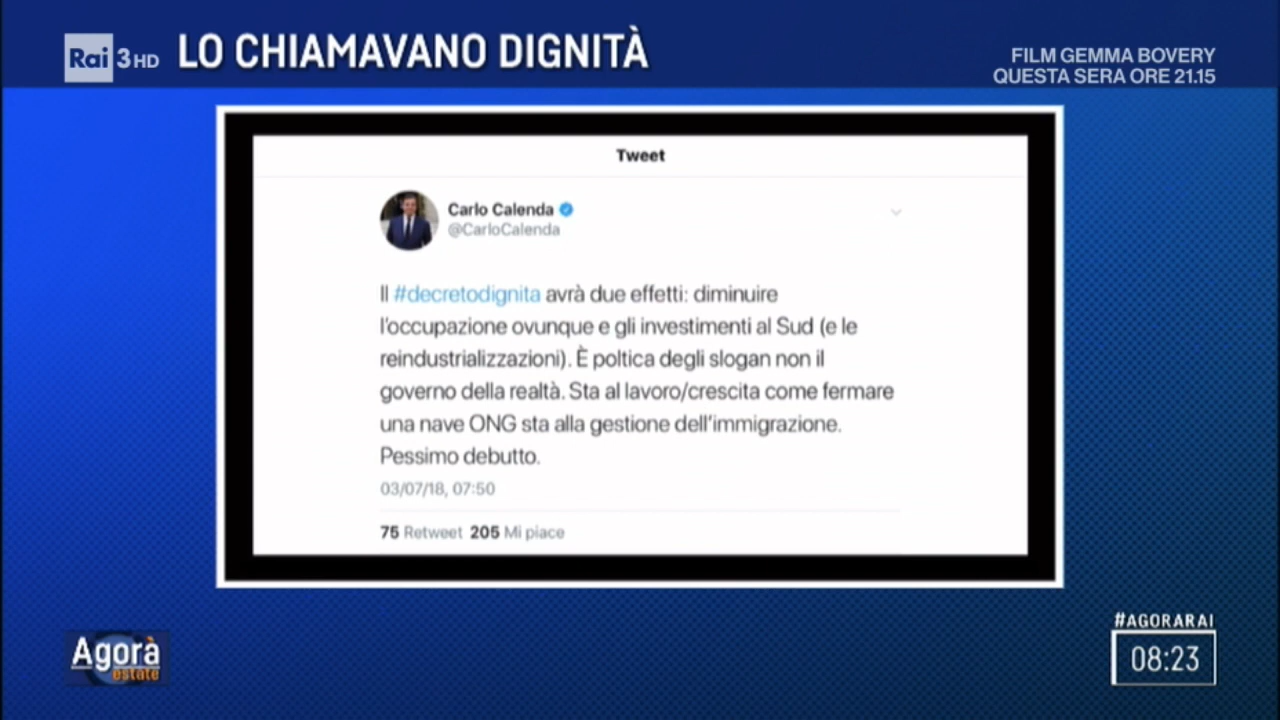 Rai 3HD
LO CHIAMAVANO DIGNITÀ
FILM GEMMA BOVERY
QUESTA SERA ORE 21.15
Tweet
Carlo Calenda
@CarloCalenda
Il #decretodignita avrà due effetti: diminuire
l'occupazione ovunque e gli investimenti al Sud (e le
reindustrializzazioni). È poltica degli slogan non il
governo della realtà. Sta al lavoro/crescita come fermare
una nave ONG sta alla gestione dell'immigrazione.
Pessimo debutto.
03/07/18, 07:50
75 Retweet 205 Mi piace
Agorà
estate
#AGORARAI
08:23